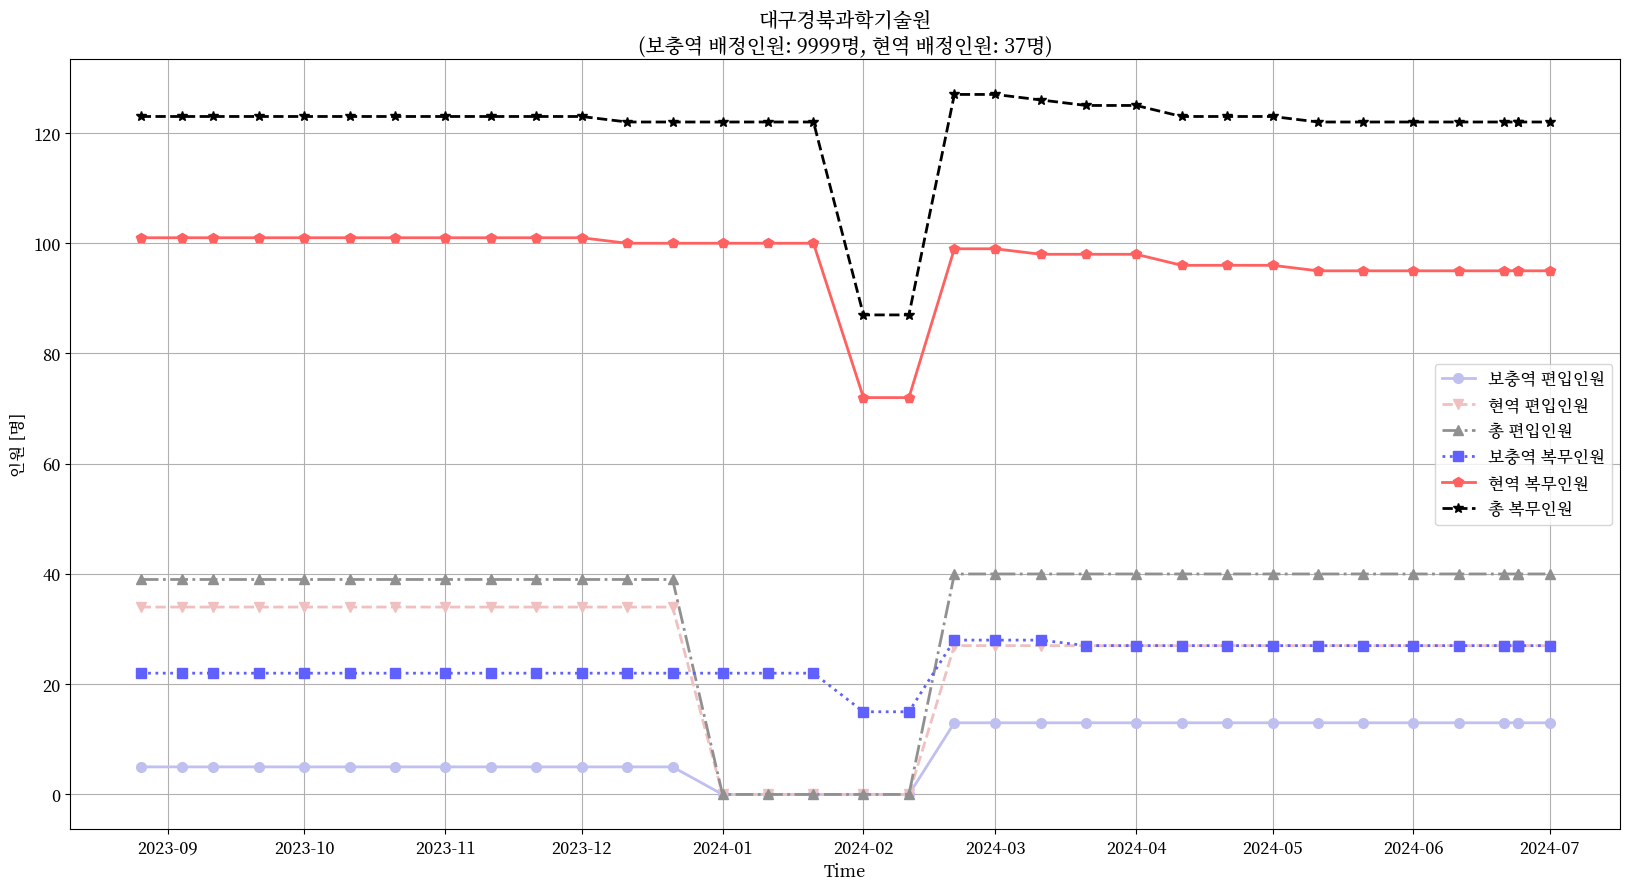 대구경북과학기술원
(보충역 배정인원: 9999명, 현역 배정인원: 37명)
인원 [명]
120
100
80
60
40
20
0
보충역 편입인원
현역 편입인원
총 편입인원
보충역 복무인원
현역 복무인원
총 복무인원
2023-09
2023-10
2023-11
2023-12
2024-01
2024-02
2024-03
2024-04
2024-05
2024-06
2024-07
Time